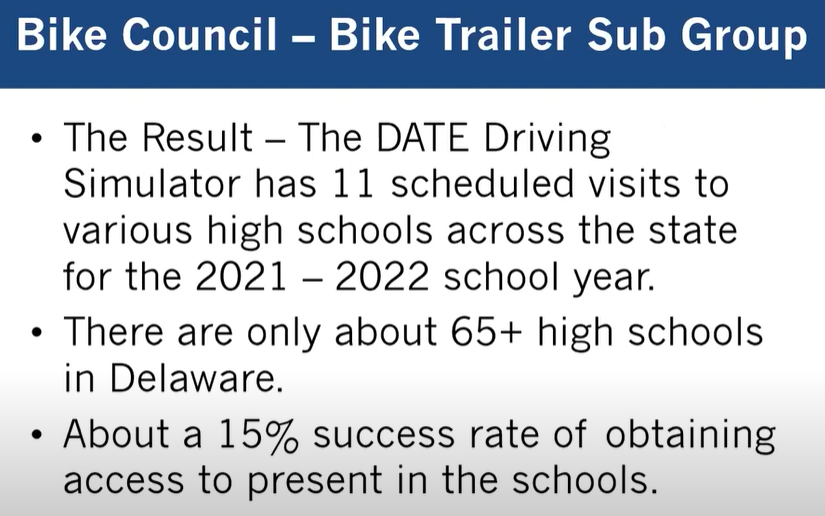 Bike Council – Bike Trailer Sub Group
• The Result – The DATE Driving
Simulator has 11 scheduled visits to
various high schools across the state
for the 2021 – 2022 school year.
• There are only about 65+ high schools
in Delaware.
• About a 15% success rate of obtaining
access to present in the schools.